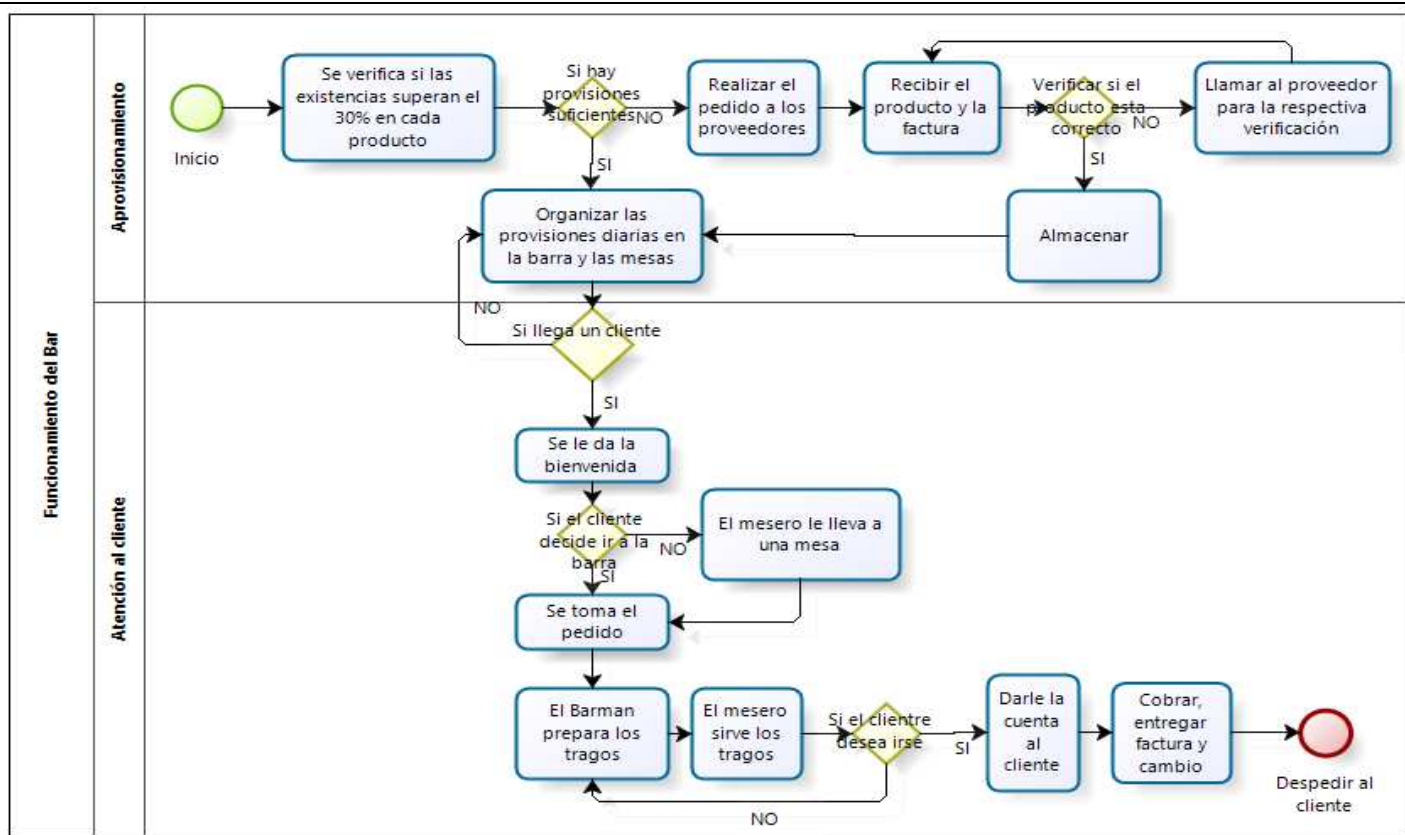 Funcionamiento del Bar
Aprovisionamiento
Inicio
Se verifica si las
existencias superan el
30% en cada
producto
Si hay
provisiones
suficientes
NO
SI
Realizar el
pedido a los
proveedores
Recibir el
producto y la
factura
Verificar si el
producto esta
correcto
NO
SI
Llamar al proveedor
para la respectiva
verificación
Almacenar
Organizar las
provisiones diarias en
la barra y las mesas
Atención al cliente
NO
Si llega un cliente
SI
Se le da la
bienvenida
Si el cliente
decide ir a la
barra
NO
SI
El mesero le lleva a
una mesa
Se toma el
pedido
El Barman
prepara los
tragos
El mesero
sirve los
tragos
Si el clientre
desea irse
SI
NO
Darle la
cuenta
al
cliente
Cobrar,
entregar
factura y
cambio
Despedir al
cliente